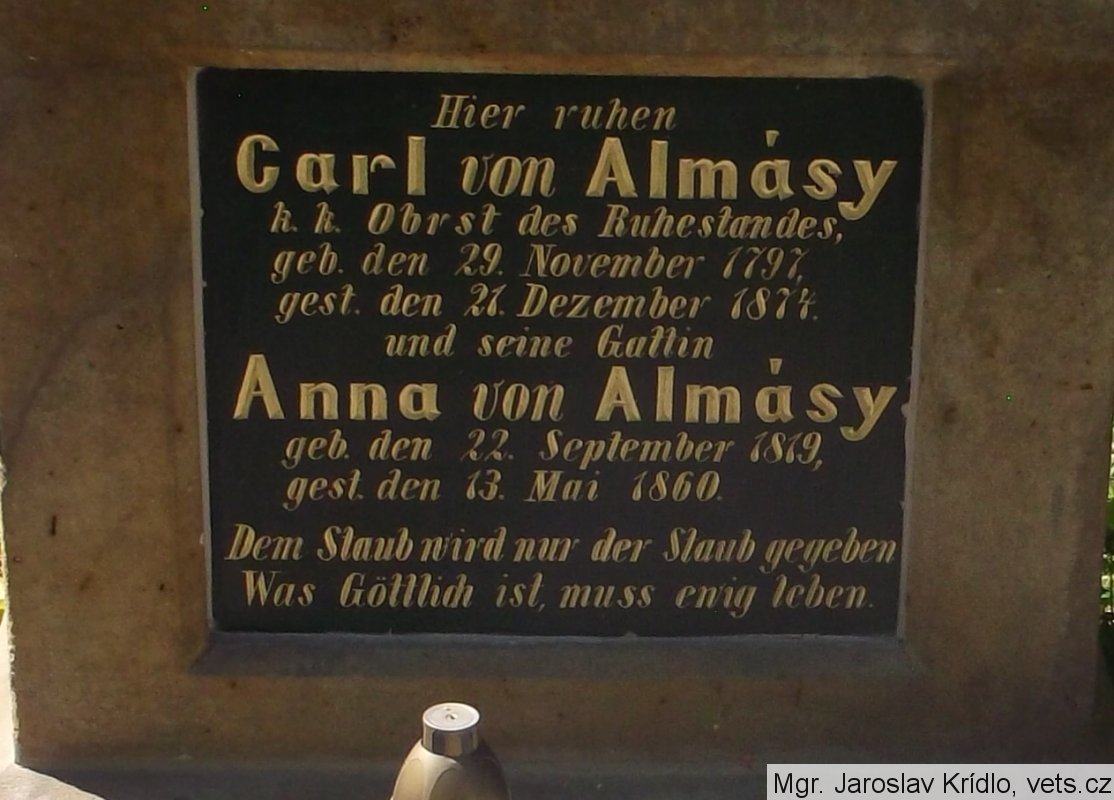 Hier ruhen
Carl von Almásy
k. k. Obrst des Ruhestandes,
geb. den 29. November 1797,
gest. den 21. Dezember 1874.
und seine Gattin
Anna von Almásy
geb. den 22. September 1819,
gest. den 13. Mai 1860.
Dem Staub wird nur der Staub gegeben
Was Göttlich ist, muss ewig leben.
Mgr. Jaroslav Krídlo, vets.cz